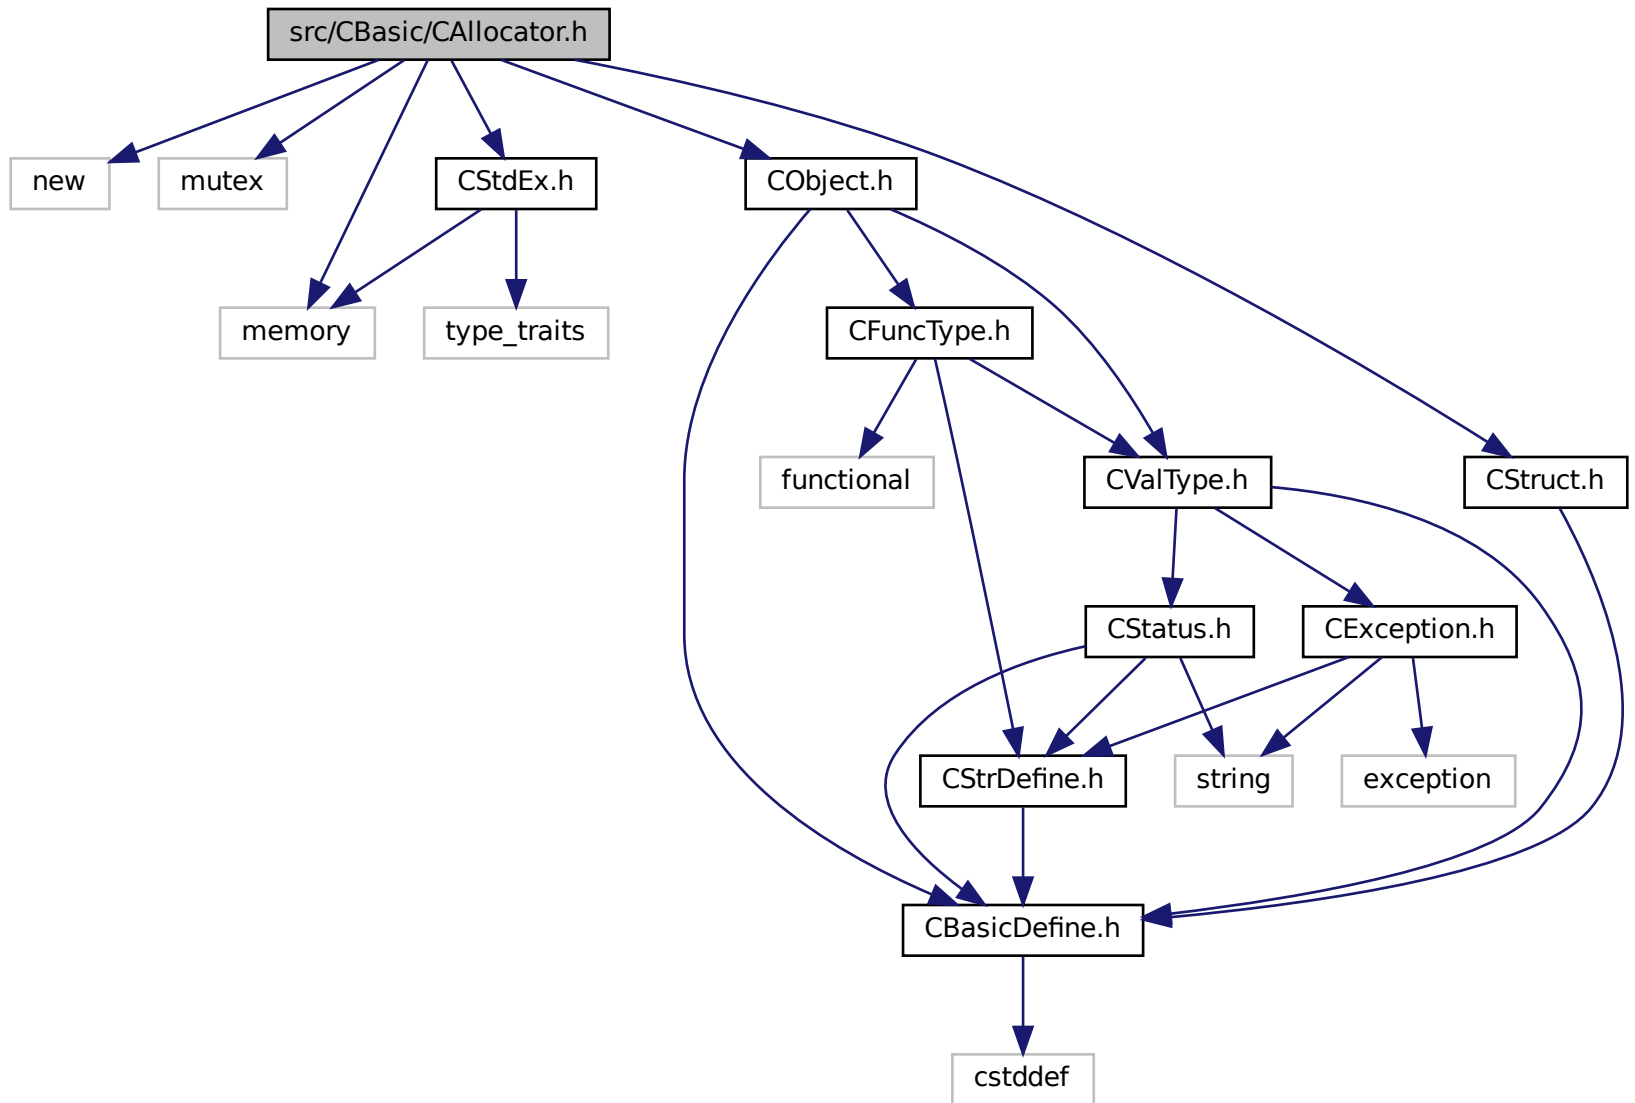 src/CBasic/CAllocator.h
new
mutex
CStdEx.h
CObject.h
memory
type_traits
CFuncType.h
functional
CValType.h
CStruct.h
CStatus.h
CException.h
CStrDefine.h
string
exception
CBasicDefine.h
cstddef